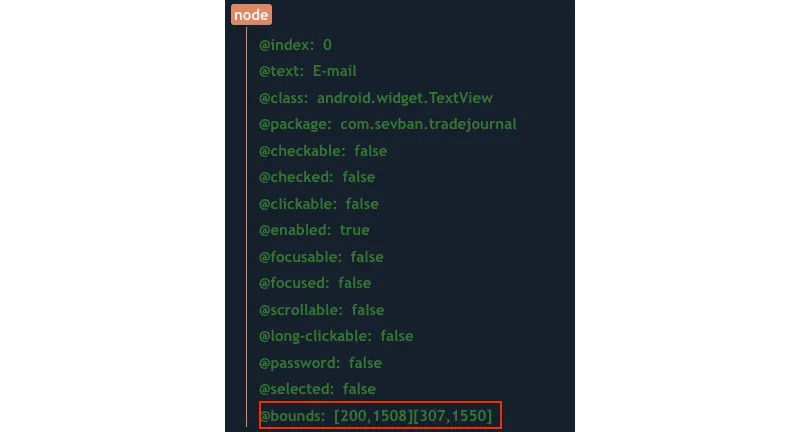 node
@index: 0
@text: E-mail
@class: android.widget.TextView
@package: com.sevban.tradejournal
@checkable: false
@checked: false
@clickable: false
@enabled: true
@focusable: false
@focused: false
@scrollable: false
@long-clickable: false
@password: false
@selected: false
@bounds: [200,1508][307,1550]